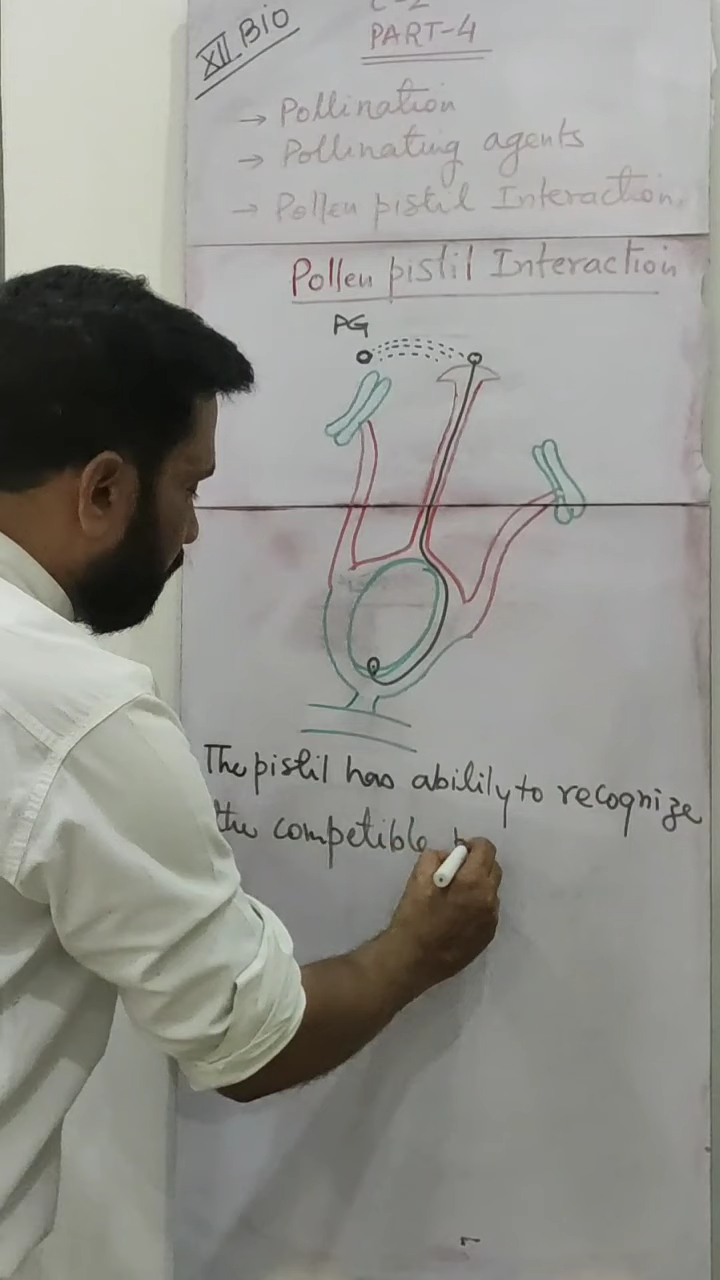 XII Bio
C-2
PART-4
→ Pollination
→ Pollinating agents
→ Pollen pistil Interaction.
Pollen pistil Interaction
PG
The pistil has ability to recognize
the competible